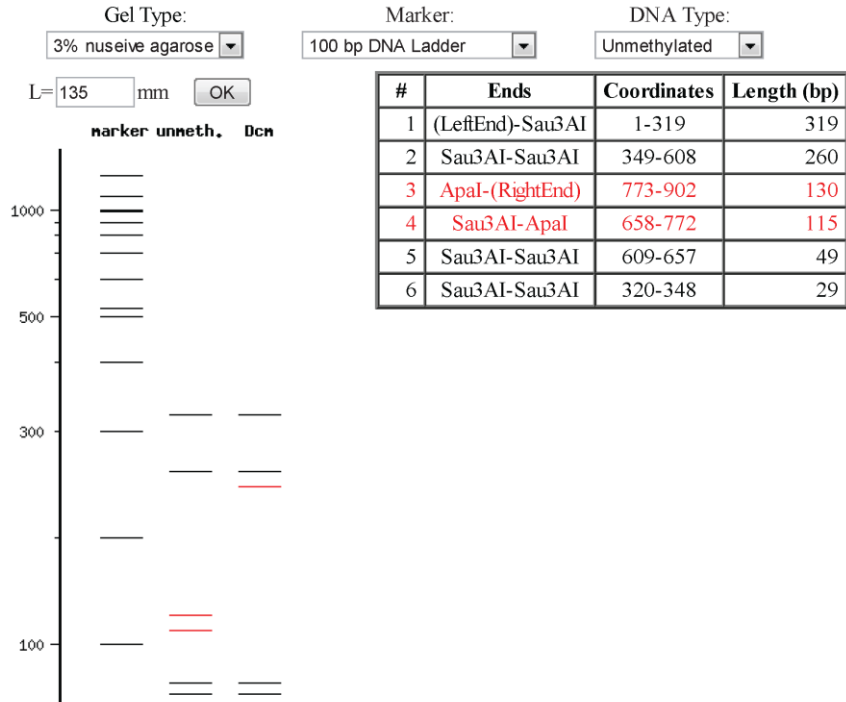 Gel Type: Marker: DNA Type:
3% nuseive agarose 100 bp DNA Ladder Unmethylated
L= 135 mm OK
# Ends Coordinates Length (bp)
1 (LeftEnd)-Sau3AI 1-319 319
2 Sau3AI-Sau3AI 349-608 260
3 ApaI-(RightEnd) 773-902 130
4 Sau3AI-ApaI 658-772 115
5 Sau3AI-Sau3AI 609-657 49
6 Sau3AI-Sau3AI 320-348 29
marker unmeth. Dcm
1000
500
300
100